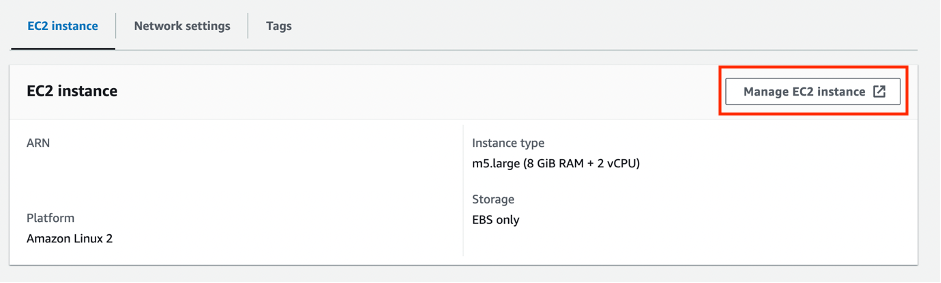 EC2 instance
Network settings
Tags
EC2 instance
Manage EC2 instance
ARN
Instance type
m5.large (8 GiB RAM + 2 vCPU)
Storage
EBS only
Platform
Amazon Linux 2